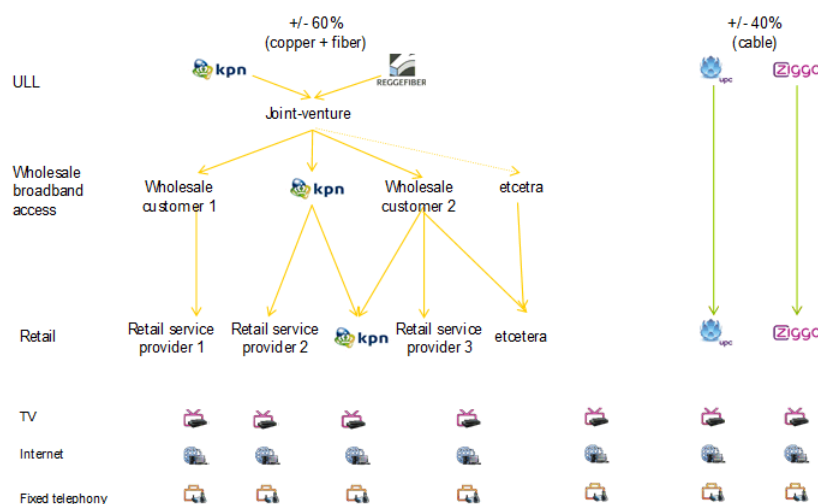 +/- 60%
(copper + fiber)
+/- 40%
(cable)
ULL
kpn
REGGEFIBER
upc
ziggo
Joint-venture
Wholesale
broadband
access
Wholesale
customer 1
kpn
Wholesale
customer 2
etcetra
Retail
Retail service
provider 1
Retail service
provider 2
kpn
Retail service
provider 3
etcetera
upc
ziggo
TV
Internet
Fixed telephony